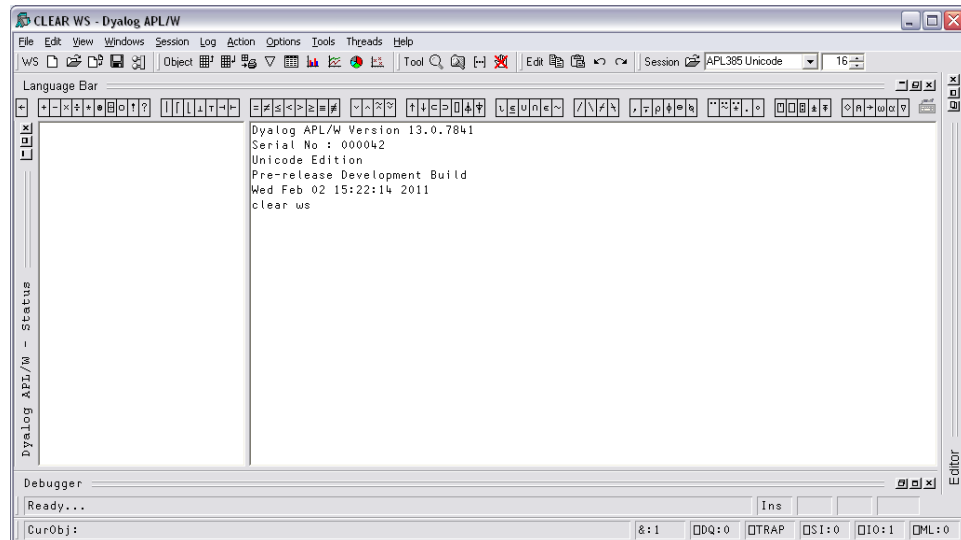 CLEAR WS - Dyalog APL/W
File Edit View Windows Session Log Action Options Tools Threads Help
WS Object Tool Edit Session APL385 Unicode 16
Language Bar
← + - × ÷ * ⍟ ⌹ ○ ! ? | ⌈ ⌊ ⊥ ⊤ ⊣ ⊢ = ≠ ≤ < > ≥ ≡ ≢ ∨ ∧ ⍲ ⍱ ↑ ↓ ⊂ ⊃ ⌷ ⍋ ⍒ ⍳ ⍷ ∪ ∩ ∊ ~ / \ ⌿ ⍀ , ⍪ ⍴ ⌽ ⊖ ⍉ ¨ ⍨ ⍣ . ∘ ⍞ ⎕ ⌸ ⍎ ⍕ ⋄ ⍝ → ⍵ ⍺ ∇
Dyalog APL/W Version 13.0.7841
Serial No : 000042
Unicode Edition
Pre-release Development Build
Wed Feb 02 15:22:14 2011
clear ws
Dyalog APL/W - Status
Editor
Debugger
Ready...
Ins
CurObj:
&:1 ⎕DQ:0 ⎕TRAP ⎕SI:0 ⎕IO:1 ⎕ML:0